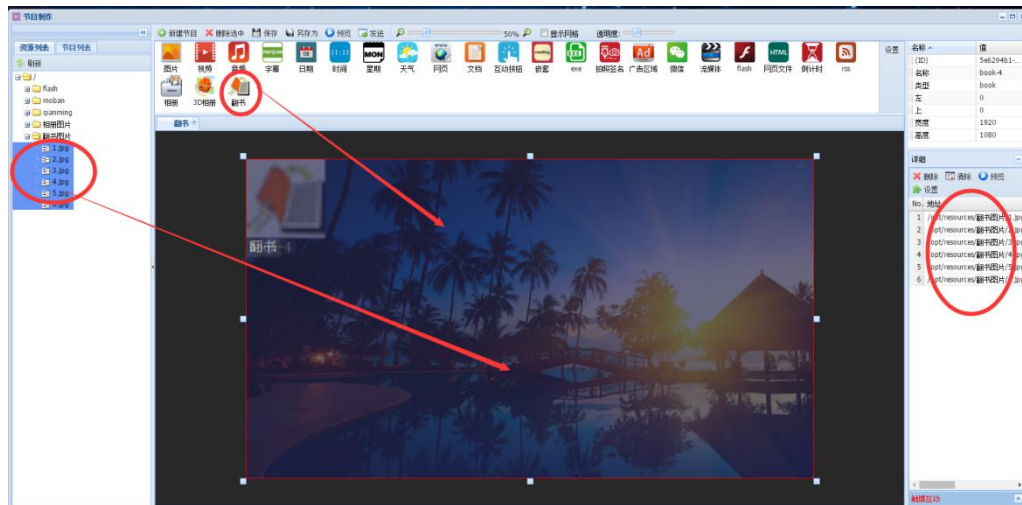 节目制作
资源列表 节目列表
刷新
/
flash
moban
qianming
相册图片
翻书图片
1.jpg
2.jpg
3.jpg
4.jpg
5.jpg
新建节目 删除选中 保存 另存为 预览 发送 50% 显示网格 透明度:
图片 视频 音频 字幕 日期 时间 星期 天气 网页 文档 互动按钮 嵌套 exe 拍照签名 广告区域 微信 流媒体 flash 网页文件 倒计时 rss
相册 3D相册 翻书
设置
翻书
翻书-4
名称 值
(ID) 5e6294b1-...
名称 book-4
类型 book
左 0
上 0
宽度 1920
高度 1080
详细
删除 清除 预览
设置
No. 地址
1 /opt/resources/翻书图片/1.jpg
2 /opt/resources/翻书图片/2.jpg
3 /opt/resources/翻书图片/3.jpg
4 /opt/resources/翻书图片/4.jpg
5 /opt/resources/翻书图片/5.jpg
6
触摸互动